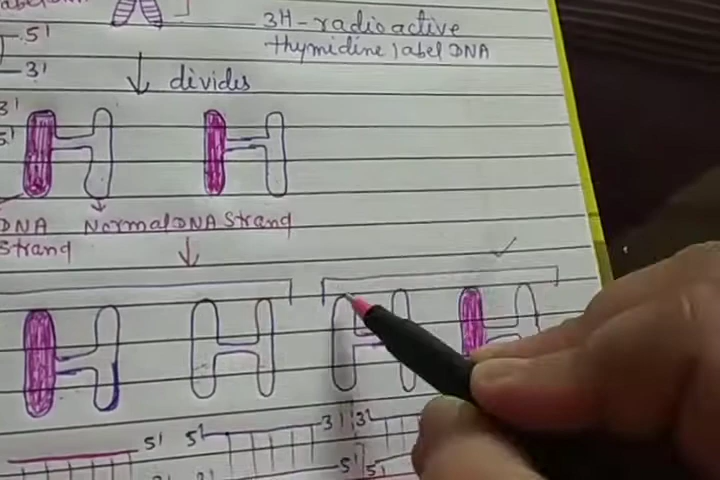 3H-radioactive
5' thymidine label DNA
3'
divides
3'
5'
DNA Normal DNA Strand
Strand
5' 5' 3' 3'
5' 5'